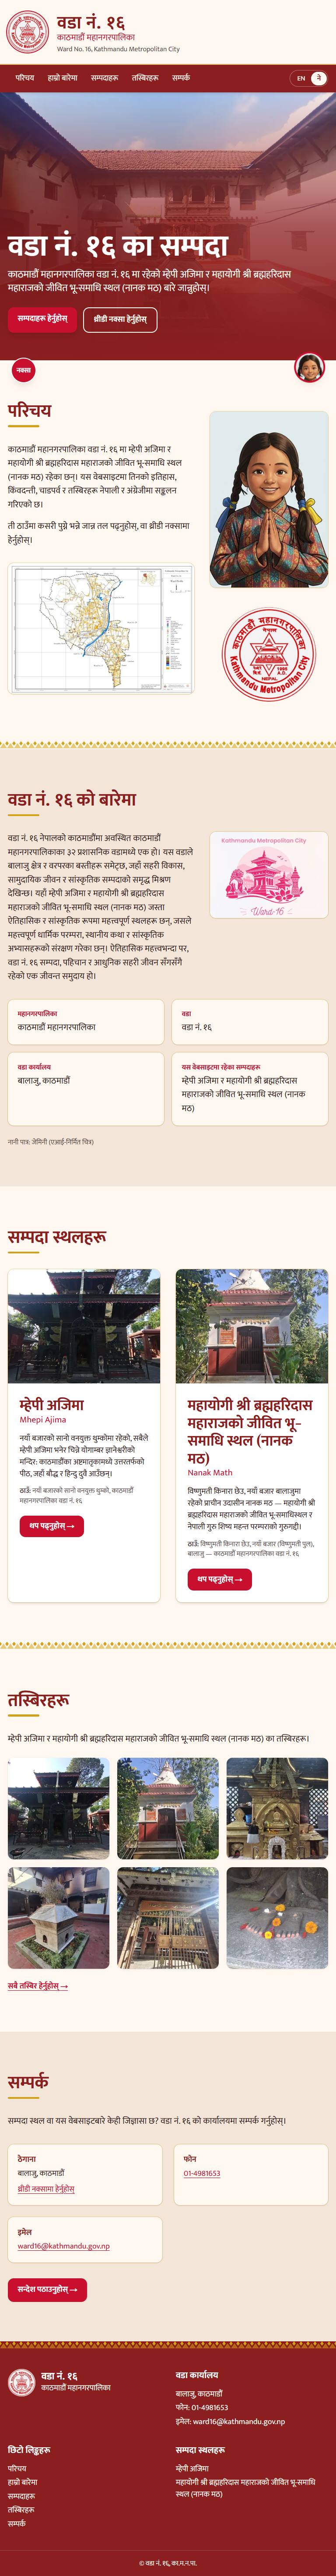 वडा नं. १६
काठमाडौं महानगरपालिका
Ward No. 16, Kathmandu Metropolitan City
परिचय
हाम्रो बारेमा
सम्पदाहरू
तस्बिरहरू
सम्पर्क
EN
ने
वडा नं. १६ का सम्पदा
काठमाडौं महानगरपालिका वडा नं. १६ मा रहेको म्हेपी अजिमा र महायोगी श्री ब्रह्महरिदास
महाराजको जीवित भू-समाधि स्थल (नानक मठ) बारे जान्नुहोस्।
सम्पदाहरू हेर्नुहोस्
थ्रीडी नक्सा हेर्नुहोस्
नक्सा
परिचय
काठमाडौं महानगरपालिका वडा नं. १६ मा म्हेपी अजिमा र
महायोगी श्री ब्रह्महरिदास महाराजको जीवित भू-समाधि स्थल
(नानक मठ) रहेका छन्। यस वेबसाइटमा तिनको इतिहास,
किंवदन्ती, चाडपर्व र तस्बिरहरू नेपाली र अंग्रेजीमा सङ्कलन
गरिएको छ।
ती ठाउँमा कसरी पुग्ने भन्ने जान्न तल पढ्नुहोस्, वा थ्रीडी नक्सामा
हेर्नुहोस्।
काठमाडौं महानगरपालिका
Kathmandu Metropolitan City
NEPAL
वडा नं. १६ को बारेमा
वडा नं. १६ नेपालको काठमाडौंमा अवस्थित काठमाडौं
महानगरपालिकाका ३२ प्रशासनिक वडामध्ये एक हो। यस वडाले
बालाजु क्षेत्र र वरपरका बस्तीहरू समेट्छ, जहाँ सहरी विकास,
सामुदायिक जीवन र सांस्कृतिक सम्पदाको समृद्ध मिश्रण
देखिन्छ। यहाँ म्हेपी अजिमा र महायोगी श्री ब्रह्महरिदास
महाराजको जीवित भू-समाधि स्थल (नानक मठ) जस्ता
ऐतिहासिक र सांस्कृतिक रूपमा महत्त्वपूर्ण स्थलहरू छन्, जसले
महत्त्वपूर्ण धार्मिक परम्परा, स्थानीय कथा र सांस्कृतिक
अभ्यासहरूको संरक्षण गरेका छन्। ऐतिहासिक महत्त्वभन्दा पर,
वडा नं. १६ सम्पदा, पहिचान र आधुनिक सहरी जीवन सँगसँगै
रहेको एक जीवन्त समुदाय हो।
Kathmandu Metropolitan City
Ward-16
महानगरपालिका
काठमाडौं महानगरपालिका
वडा
वडा नं. १६
वडा कार्यालय
बालाजु, काठमाडौं
यस वेबसाइटमा रहेका सम्पदाहरू
म्हेपी अजिमा र महायोगी श्री ब्रह्महरिदास
महाराजको जीवित भू-समाधि स्थल (नानक
मठ)
नानी पात्र: जेमिनी (एआई-निर्मित चित्र)
सम्पदा स्थलहरू
म्हेपी अजिमा
Mhepi Ajima
नयाँ बजारको सानो वनयुक्त थुम्कोमा रहेको, सबैले
म्हेपी अजिमा भनेर चिन्ने योगाम्बर ज्ञानेश्वरीको
मन्दिर: काठमाडौंका अष्टमातृकामध्ये उत्तरतर्फको
पीठ, जहाँ बौद्ध र हिन्दु दुवै आउँछन्।
ठाउँ: नयाँ बजारको सानो वनयुक्त थुम्को, काठमाडौं
महानगरपालिका वडा नं. १६
थप पढ्नुहोस् →
महायोगी श्री ब्रह्महरिदास
महाराजको जीवित भू-
समाधि स्थल (नानक
मठ)
Nanak Math
विष्णुमती किनारा छेउ, नयाँ बजार बालाजुमा
रहेको प्राचीन उदासीन नानक मठ — महायोगी श्री
ब्रह्महरिदास महाराजको जीवित भू-समाधिस्थल र
नेपाली गुरु शिष्य महन्त परम्पराको गुरुगद्दी।
ठाउँ: विष्णुमती किनारा छेउ, नयाँ बजार (विष्णुमती पुल),
बालाजु — काठमाडौं महानगरपालिका वडा नं. १६
थप पढ्नुहोस् →
तस्बिरहरू
म्हेपी अजिमा र महायोगी श्री ब्रह्महरिदास महाराजको जीवित भू-समाधि स्थल (नानक मठ) का तस्बिरहरू।
सबै तस्बिर हेर्नुहोस् →
सम्पर्क
सम्पदा स्थल वा यस वेबसाइटबारे केही जिज्ञासा छ? वडा नं. १६ को कार्यालयमा सम्पर्क गर्नुहोस्।
ठेगाना
बालाजु, काठमाडौं
थ्रीडी नक्सामा हेर्नुहोस्
फोन
01-4981653
इमेल
ward16@kathmandu.gov.np
सन्देश पठाउनुहोस् →
वडा नं. १६
काठमाडौं महानगरपालिका
वडा कार्यालय
बालाजु, काठमाडौं
फोन: 01-4981653
इमेल: ward16@kathmandu.gov.np
छिटो लिङ्कहरू
परिचय
हाम्रो बारेमा
सम्पदाहरू
तस्बिरहरू
सम्पर्क
सम्पदा स्थलहरू
म्हेपी अजिमा
महायोगी श्री ब्रह्महरिदास महाराजको जीवित भू-समाधि
स्थल (नानक मठ)
© वडा नं. १६, का.म.न.पा.